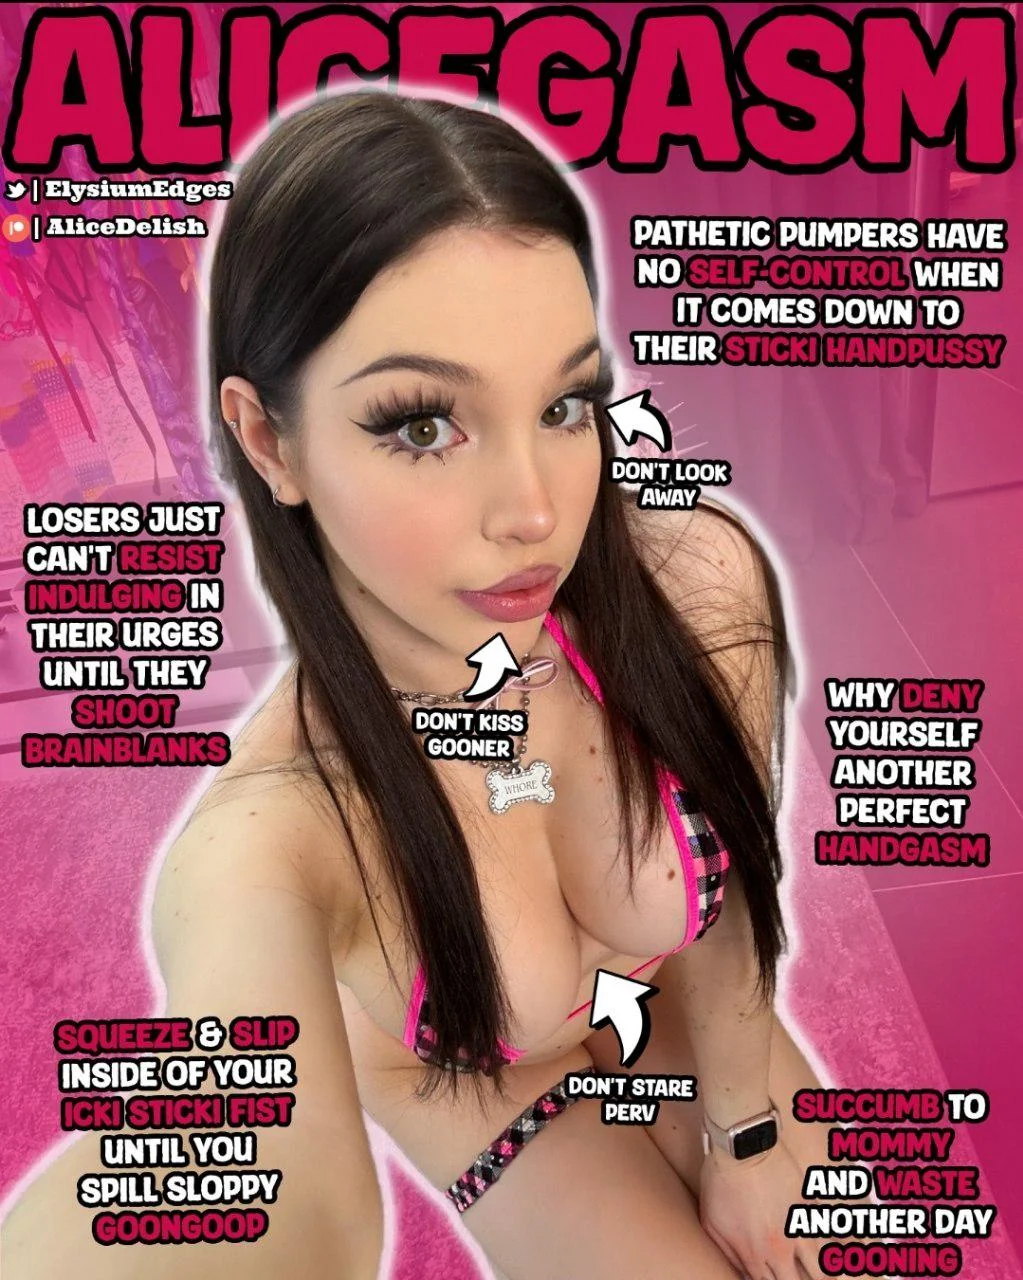 ALICEGASM
| ElysiumEdges
| AliceDelish
PATHETIC PUMPERS HAVE
NO SELF-CONTROL WHEN
IT COMES DOWN TO
THEIR STICKI HANDPUSSY
DON'T LOOK
AWAY
LOSERS JUST
CAN'T RESIST
INDULGING IN
THEIR URGES
UNTIL THEY
SHOOT
BRAINBLANKS
DON'T KISS
GOONER
WHORE
WHY DENY
YOURSELF
ANOTHER
PERFECT
HANDGASM
SQUEEZE & SLIP
INSIDE OF YOUR
ICKI STICKI FIST
UNTIL YOU
SPILL SLOPPY
GOONGOOP
DON'T STARE
PERV
SUCCUMB TO
MOMMY
AND WASTE
ANOTHER DAY
GOONING